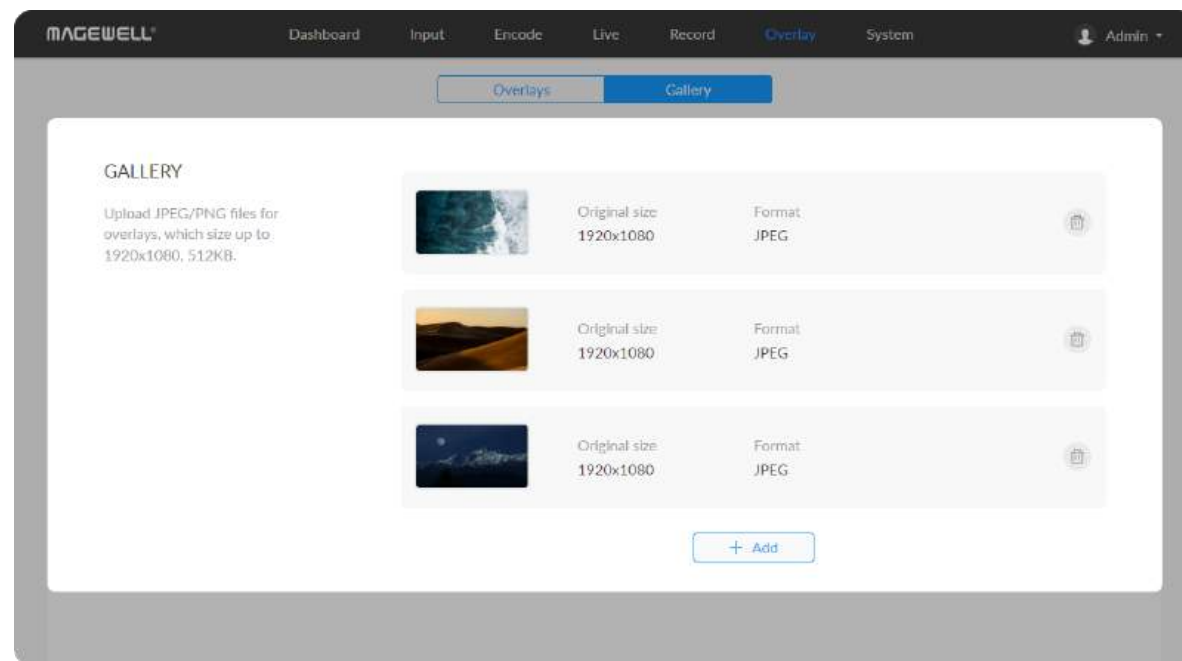 MAGEWELL®
Dashboard Input Encode Live Record Overlay System Admin
Overlays Gallery
GALLERY
Upload JPEG/PNG files for
overlays, which size up to
1920x1080, 512KB.
Original size Format
1920x1080 JPEG
Original size Format
1920x1080 JPEG
Original size Format
1920x1080 JPEG
+ Add